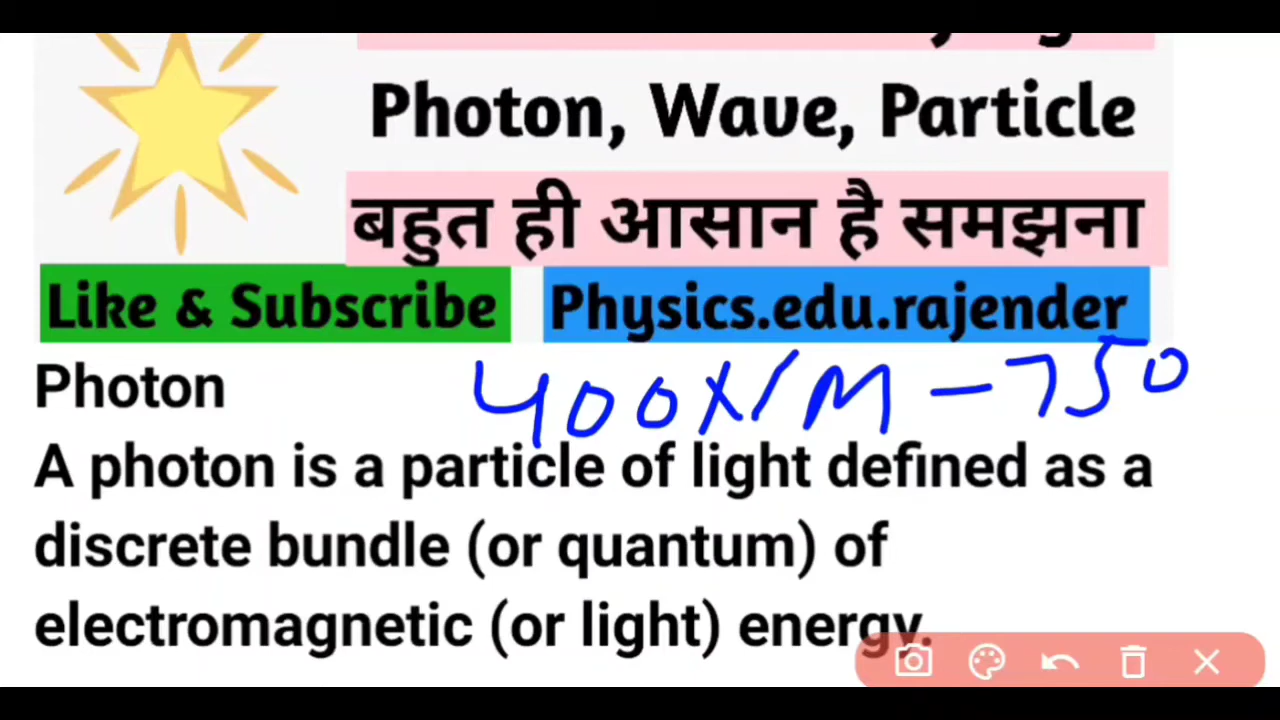 Photon, Wave, Particle
बहुत ही आसान है समझना
Like & Subscribe
Physics.edu.rajender
Photon
400 - 750
A photon is a particle of light defined as a
discrete bundle (or quantum) of
electromagnetic (or light) energy.